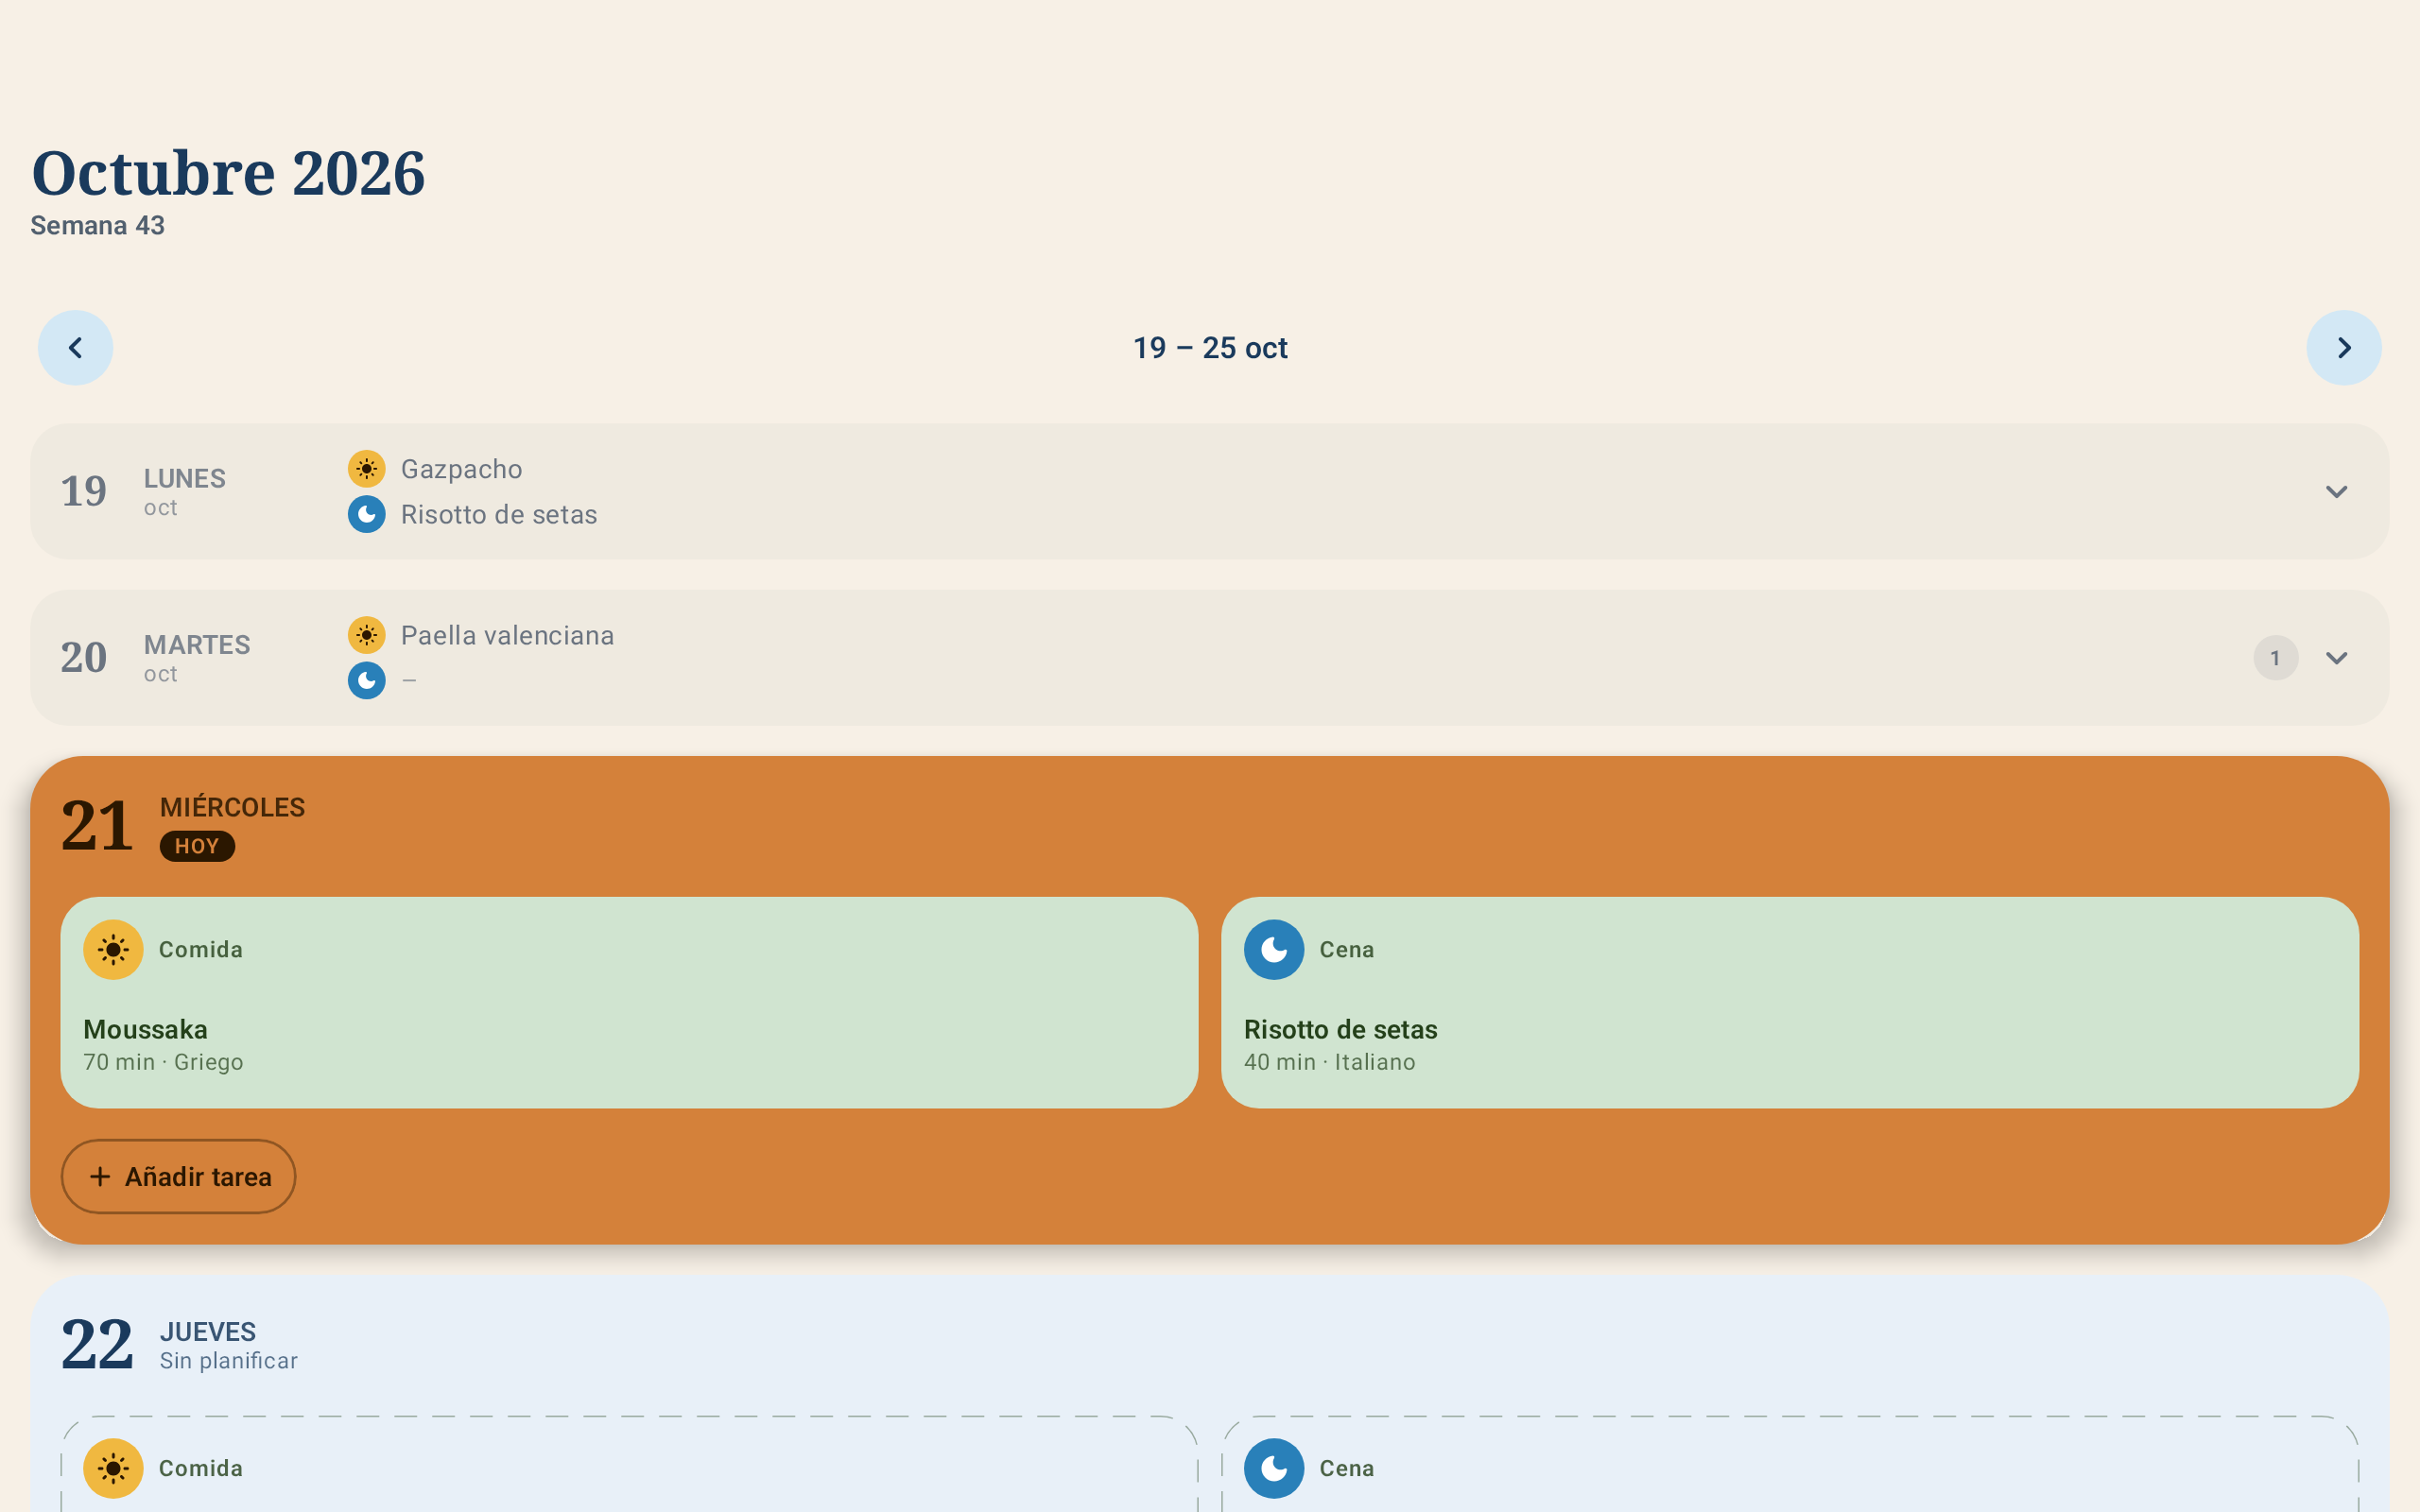 Octubre 2026
Semana 43
19 – 25 oct
19
LUNES
oct
Gazpacho
Risotto de setas
20
MARTES
oct
Paella valenciana
–
1
21
MIÉRCOLES
HOY
Comida
Moussaka
70 min · Griego
Cena
Risotto de setas
40 min · Italiano
+ Añadir tarea
22
JUEVES
Sin planificar
Comida
Cena